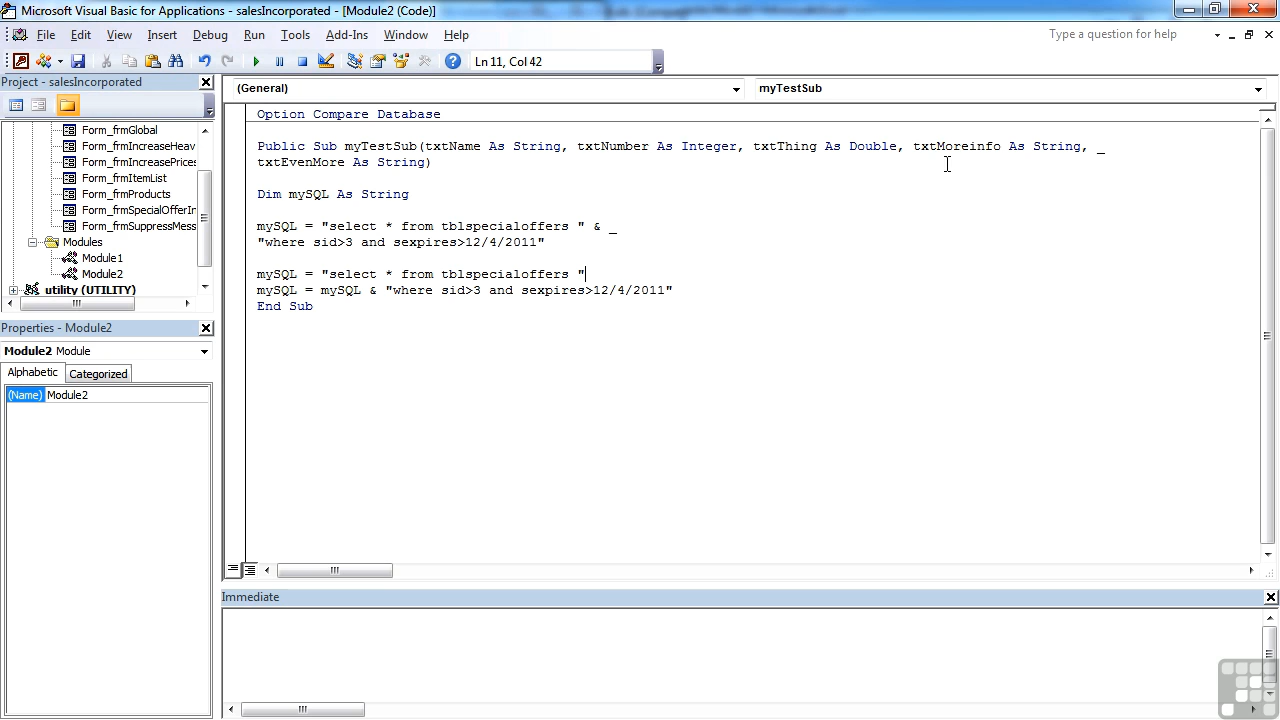 Microsoft Visual Basic for Applications - salesIncorporated - [Module2 (Code)]
File Edit View Insert Debug Run Tools Add-Ins Window Help
Type a question for help
Ln 11, Col 42
Project - salesIncorporated
(General)
myTestSub
Form_frmGlobal
Form_frmIncreaseHeav
Form_frmIncreasePrices
Form_frmItemList
Form_frmProducts
Form_frmSpecialOfferIn
Form_frmSuppressMess
Modules
Module1
Module2
utility (UTILITY)
Option Compare Database
Public Sub myTestSub(txtName As String, txtNumber As Integer, txtThing As Double, txtMoreinfo As String, _
txtEvenMore As String)
Dim mySQL As String
mySQL = "select * from tblspecialoffers " & _
"where sid>3 and sexpires>12/4/2011"
mySQL = "select * from tblspecialoffers "
mySQL = mySQL & "where sid>3 and sexpires>12/4/2011"
End Sub
Properties - Module2
Module2 Module
Alphabetic Categorized
(Name) Module2
Immediate